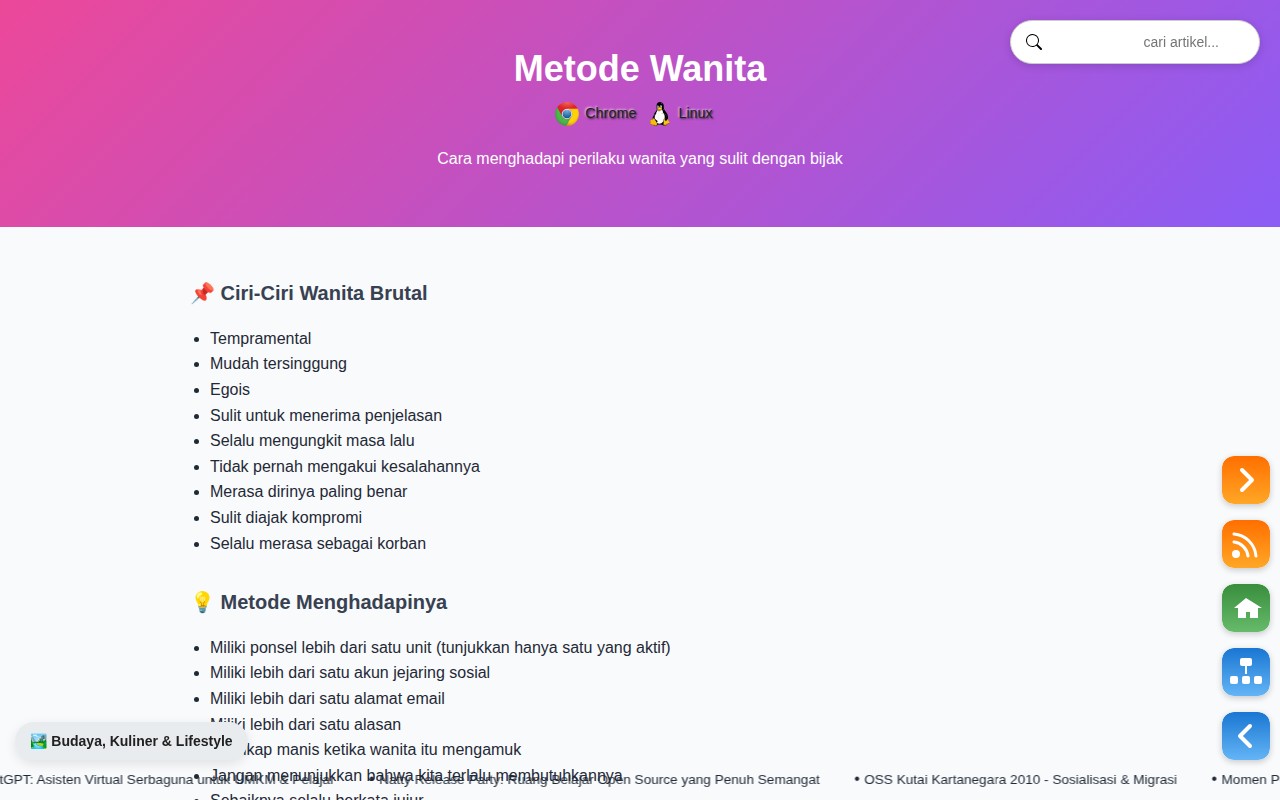 cari artikel...
Metode Wanita
Chrome Linux
Cara menghadapi perilaku wanita yang sulit dengan bijak
📌 Ciri-Ciri Wanita Brutal
• Tempramental
• Mudah tersinggung
• Egois
• Sulit untuk menerima penjelasan
• Selalu mengungkit masa lalu
• Tidak pernah mengakui kesalahannya
• Merasa dirinya paling benar
• Sulit diajak kompromi
• Selalu merasa sebagai korban
💡 Metode Menghadapinya
• Miliki ponsel lebih dari satu unit (tunjukkan hanya satu yang aktif)
• Miliki lebih dari satu akun jejaring sosial
• Miliki lebih dari satu alamat email
• Miliki lebih dari satu alasan
🏞️ Budaya, Kuliner & Lifestyle
manis ketika wanita itu mengamuk
• Jangan menunjukkan bahwa kita terlalu membutuhkannya
tGPT: Asisten Virtual Serbaguna untuk UMKM & Pelajar • Natty Release Party: Ruang Belajar Open Source yang Penuh Semangat • OSS Kutai Kartanegara 2010 - Sosialisasi & Migrasi • Momen P
• Sebaiknya selalu berkata jujur